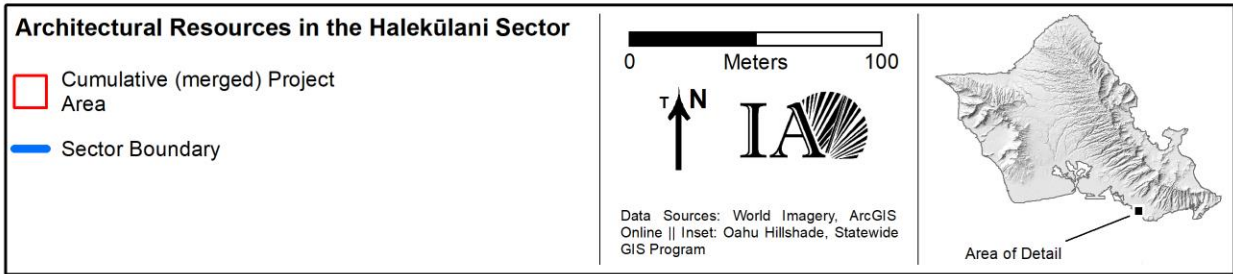 Architectural Resources in the Halekūlani Sector
Cumulative (merged) Project
Area
Sector Boundary
0 Meters 100
T N
IA
Data Sources: World Imagery, ArcGIS
Online || Inset: Oahu Hillshade, Statewide
GIS Program
Area of Detail